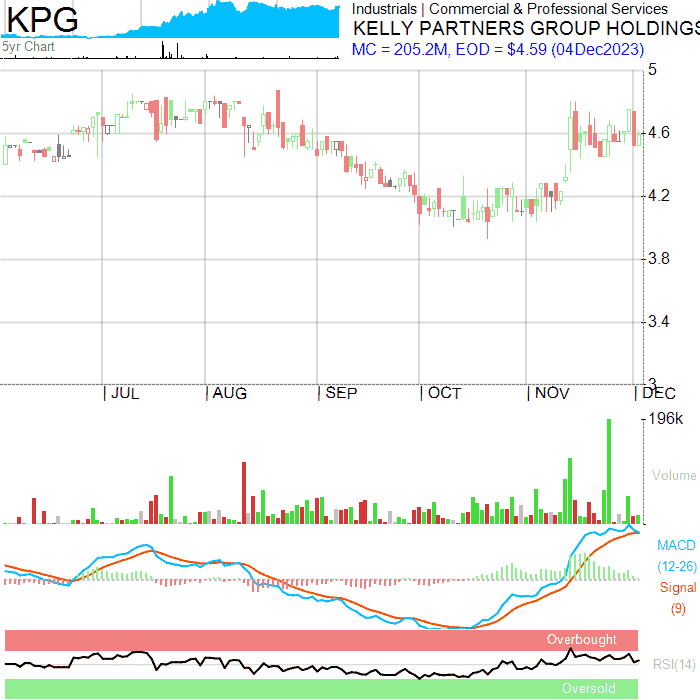 KPG
Industrials | Commercial & Professional Services
KELLY PARTNERS GROUP HOLDINGS
MC = 205.2M, EOD = $4.59 (04Dec2023)
5yr Chart
5
4.6
4.2
3.8
3.4
3
JUL AUG SEP OCT NOV DEC
196k
Volume
MACD
(12-26)
Signal
(9)
Overbought
RSI(14)
Oversold